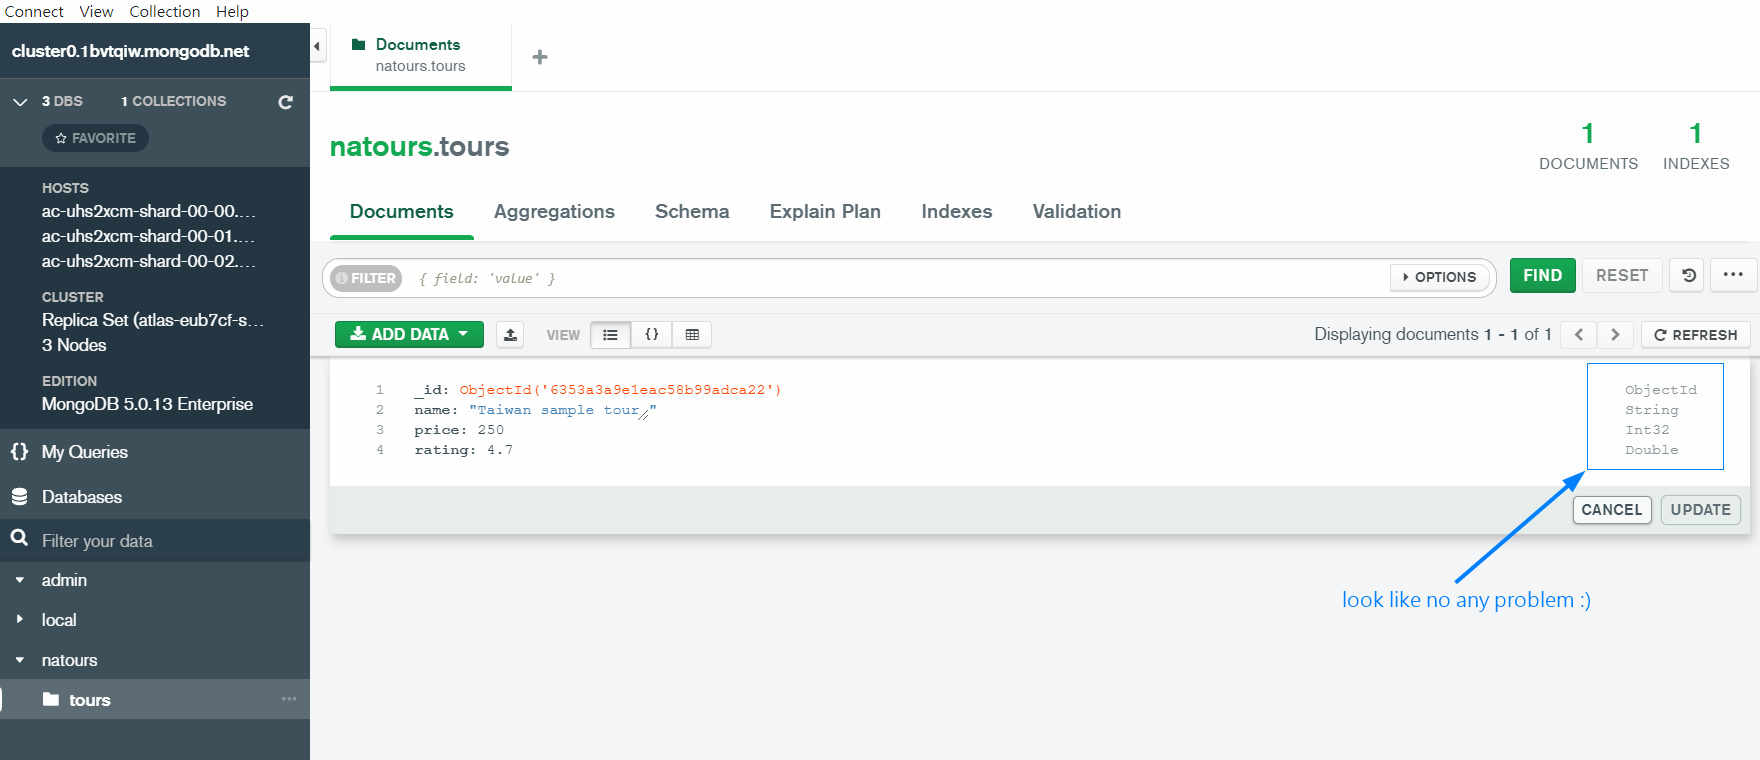 Connect View Collection Help
cluster0.1bvtqiw.mongodb.net
3 DBS 1 COLLECTIONS
FAVORITE
HOSTS
ac-uhs2xcm-shard-00-00.…
ac-uhs2xcm-shard-00-01.…
ac-uhs2xcm-shard-00-02.…
CLUSTER
Replica Set (atlas-eub7cf-s…
3 Nodes
EDITION
MongoDB 5.0.13 Enterprise
{} My Queries
Databases
Filter your data
admin
local
natours
tours ...
Documents
natours.tours
+
natours.tours
1 DOCUMENTS
1 INDEXES
Documents Aggregations Schema Explain Plan Indexes Validation
FILTER { field: 'value' } OPTIONS FIND RESET ...
ADD DATA VIEW {} Displaying documents 1 - 1 of 1 < > REFRESH
1 _id: ObjectId('6353a3a9e1eac58b99adca22') ObjectId
2 name: "Taiwan sample tour " String
3 price: 250 Int32
4 rating: 4.7 Double
CANCEL UPDATE
look like no any problem :)